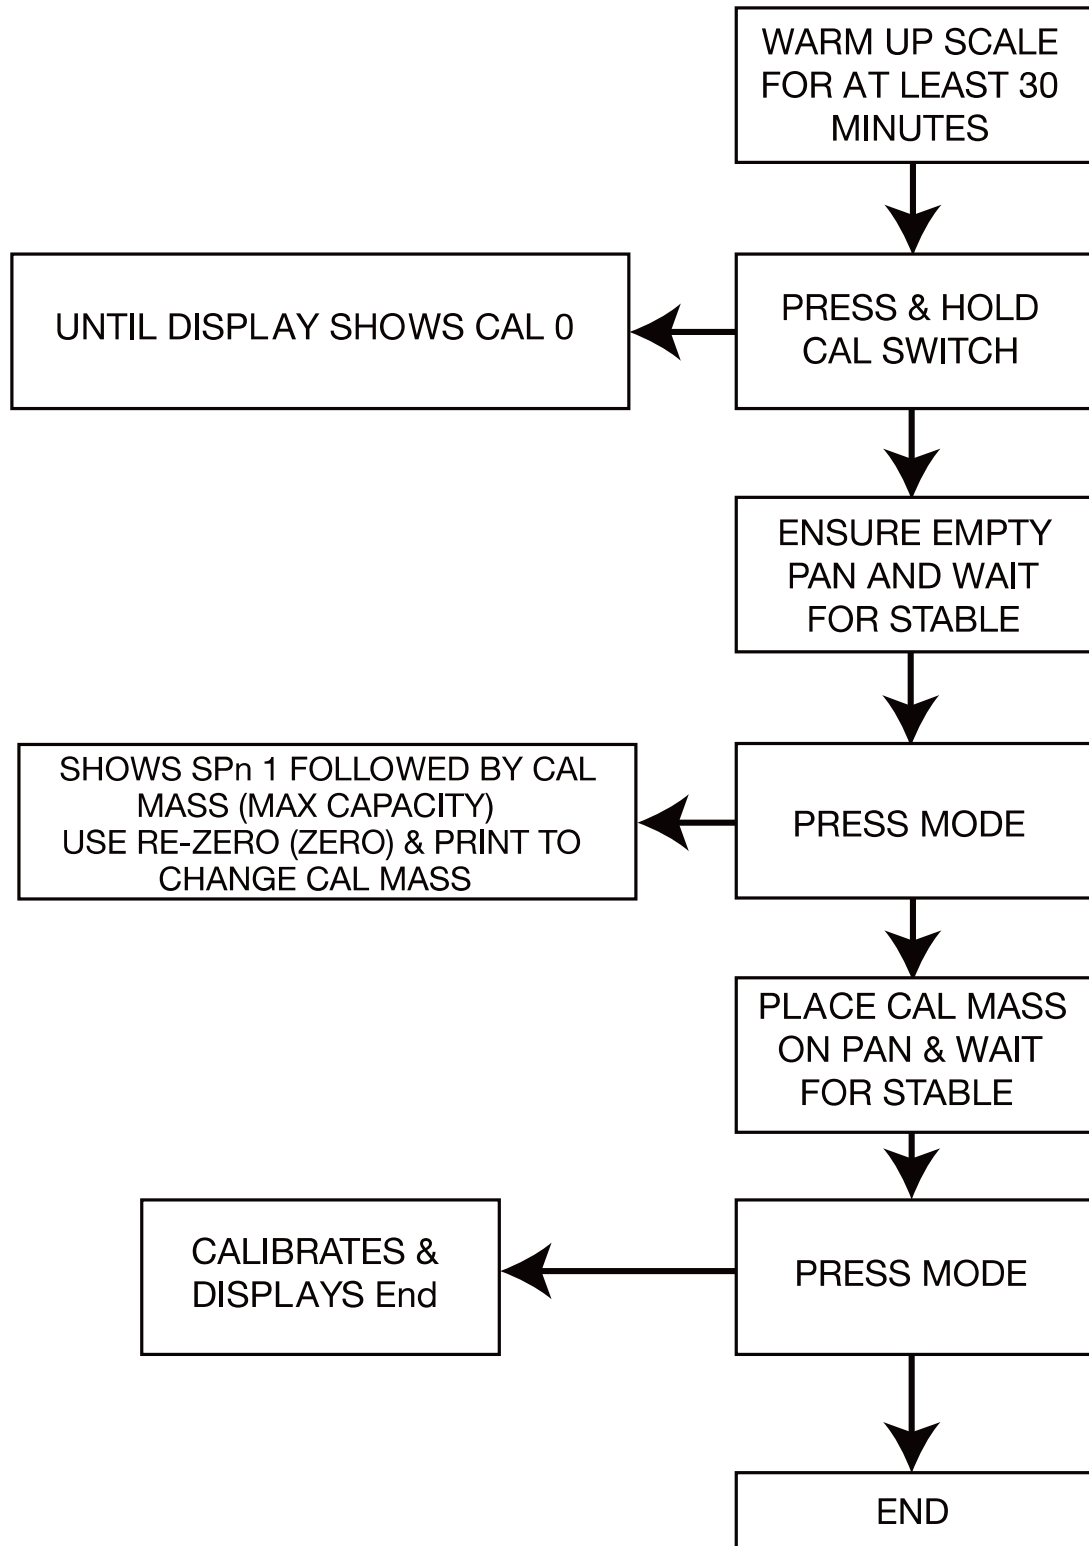 WARM UP SCALE
FOR AT LEAST 30
MINUTES
UNTIL DISPLAY SHOWS CAL 0
PRESS & HOLD
CAL SWITCH
ENSURE EMPTY
PAN AND WAIT
FOR STABLE
SHOWS SPn 1 FOLLOWED BY CAL
MASS (MAX CAPACITY)
USE RE-ZERO (ZERO) & PRINT TO
CHANGE CAL MASS
PRESS MODE
PLACE CAL MASS
ON PAN & WAIT
FOR STABLE
CALIBRATES &
DISPLAYS End
PRESS MODE
END